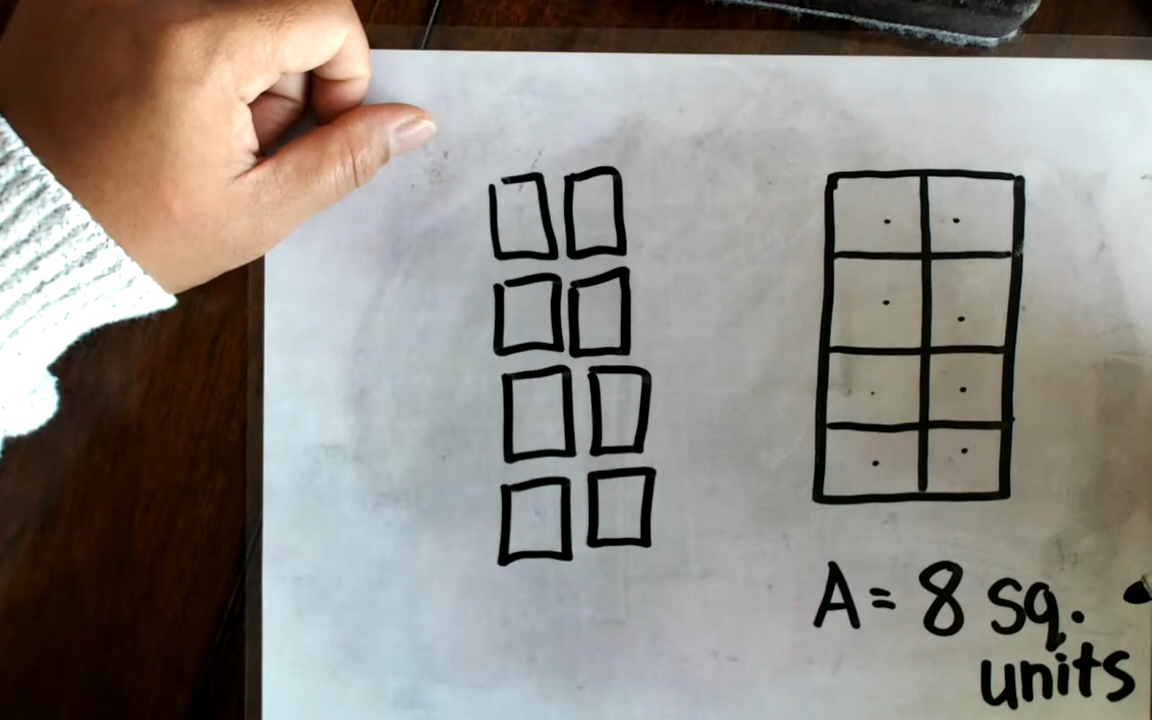 A = 8 sq.
units